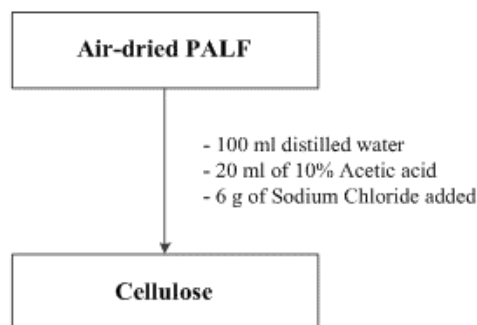 Air-dried PALF
- 100 ml distilled water
- 20 ml of 10% Acetic acid
- 6 g of Sodium Chloride added
Cellulose